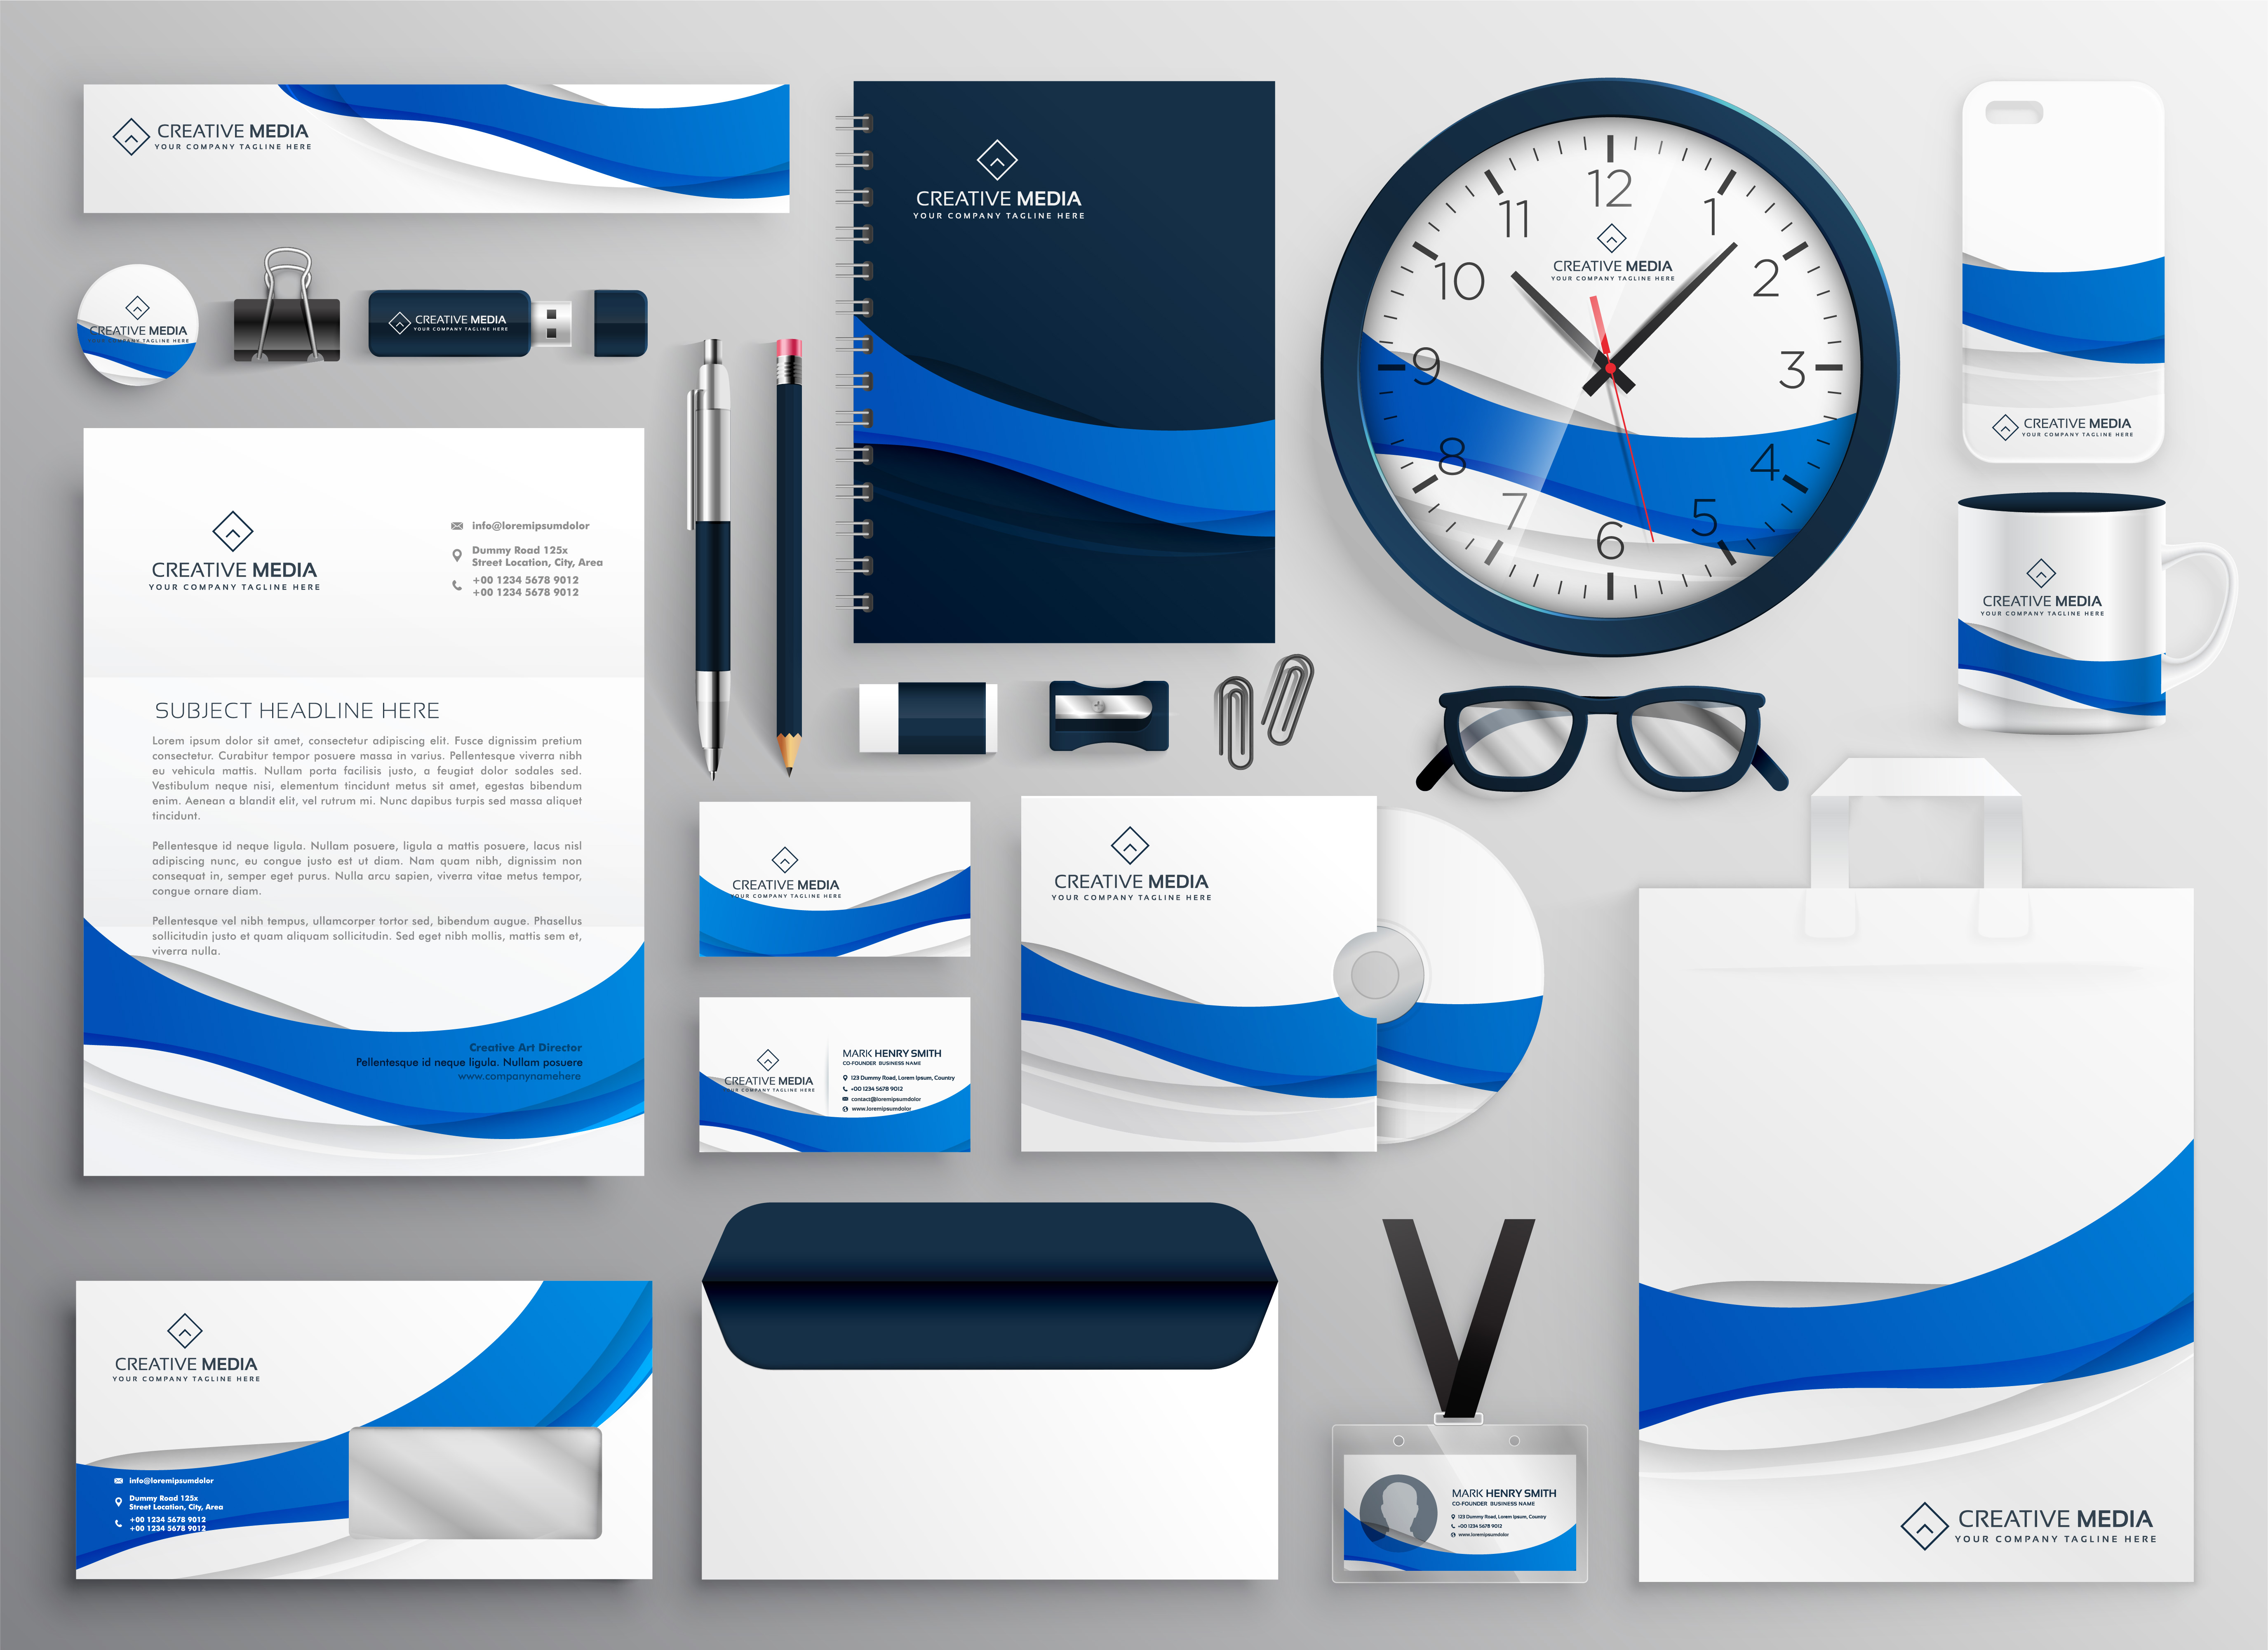 CREATIVE MEDIA
YOUR COMPANY TAGLINE HERE
CREATIVE MEDIA
YOUR COMPANY TAGLINE HERE
CREATIVE MEDIA
YOUR COMPANY TAGLINE HERE
CREATIVE MEDIA
YOUR COMPANY TAGLINE HERE
12
1
2
3
4
5
6
7
8
9
10
11
CREATIVE MEDIA
YOUR COMPANY TAGLINE HERE
CREATIVE MEDIA
YOUR COMPANY TAGLINE HERE
CREATIVE MEDIA
YOUR COMPANY TAGLINE HERE
CREATIVE MEDIA
YOUR COMPANY TAGLINE HERE
info@loremipsumdolor
Dummy Road 125x
Street Location, City, Area
+00 1234 5678 9012
+00 1234 5678 9012
SUBJECT HEADLINE HERE
Lorem ipsum dolor sit amet, consectetur adipiscing elit. Fusce dignissim pretium
consectetur. Curabitur tempor posuere massa in varius. Pellentesque viverra nibh
eu vehicula mattis. Nullam porta facilisis justo, a feugiat dolor sodales sed.
Vestibulum neque nisi, elementum tincidunt metus sit amet, egestas bibendum
enim. Aenean a blandit elit, vel rutrum mi. Nunc dapibus turpis sed massa aliquet
tincidunt.
Pellentesque id neque ligula. Nullam posuere, ligula a mattis posuere, lacus nisl
adipiscing nunc, eu congue justo est ut diam. Nam quam nibh, dignissim non
consequat in, semper eget purus. Nulla arcu sapien, viverra vitae metus tempor,
congue ornare diam.
Pellentesque vel nibh tempus, ullamcorper tortor sed, bibendum augue. Phasellus
sollicitudin justo et quam aliquam sollicitudin. Sed eget nibh mollis, mattis sem et,
viverra nulla.
Creative Art Director
Pellentesque id neque ligula. Nullam posuere
www.companynamehere
CREATIVE MEDIA
YOUR COMPANY TAGLINE HERE
CREATIVE MEDIA
YOUR COMPANY TAGLINE HERE
MARK HENRY SMITH
CO-FOUNDER BUSINESS NAME
123 Dummy Road, Lorem Ipsum, Country
+00 1234 5678 9012
contact@loremipsumdolor
www.loremipsumdolor
CREATIVE MEDIA
YOUR COMPANY TAGLINE HERE
CREATIVE MEDIA
YOUR COMPANY TAGLINE HERE
info@loremipsumdolor
Dummy Road 125x
Street Location, City, Area
+00 1234 5678 9012
+00 1234 5678 9012
MARK HENRY SMITH
CO-FOUNDER BUSINESS NAME
123 Dummy Road, Lorem Ipsum, Country
+00 1234 5678 9012
www.loremipsumdolor
CREATIVE MEDIA
YOUR COMPANY TAGLINE HERE